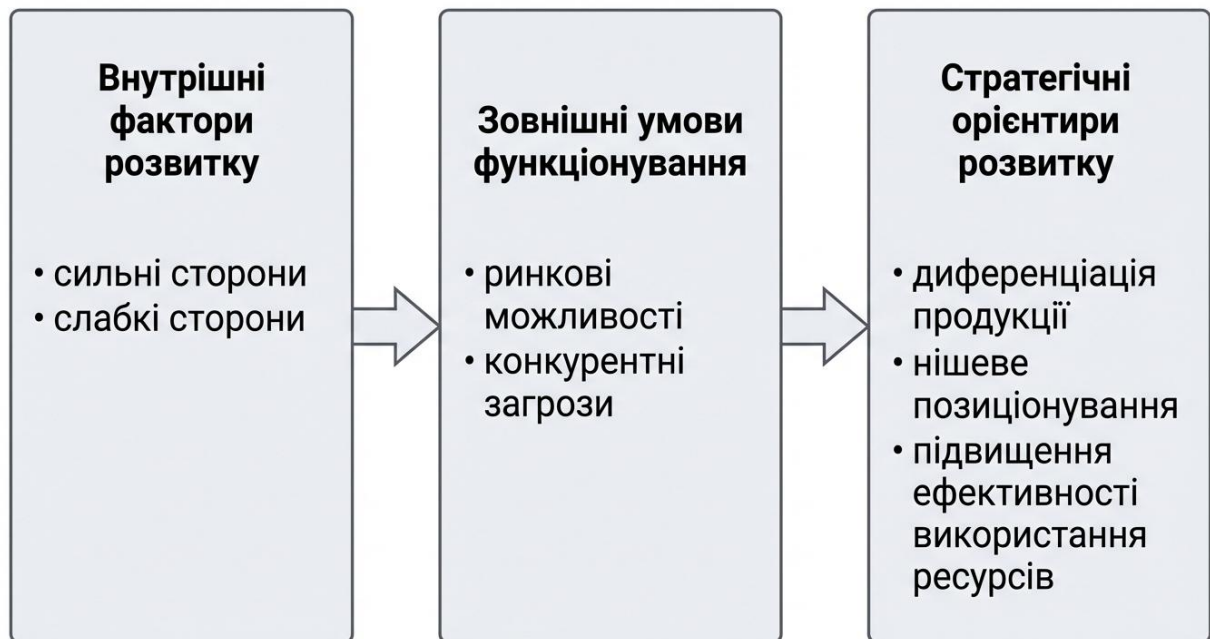 Внутрішні
фактори
розвитку
• сильні сторони
• слабкі сторони
Зовнішні умови
функціонування
• ринкові
можливості
• конкурентні
загрози
Стратегічні
орієнтири
розвитку
• диференціація
продукції
• нішеве
позиціонування
• підвищення
ефективності
використання
ресурсів